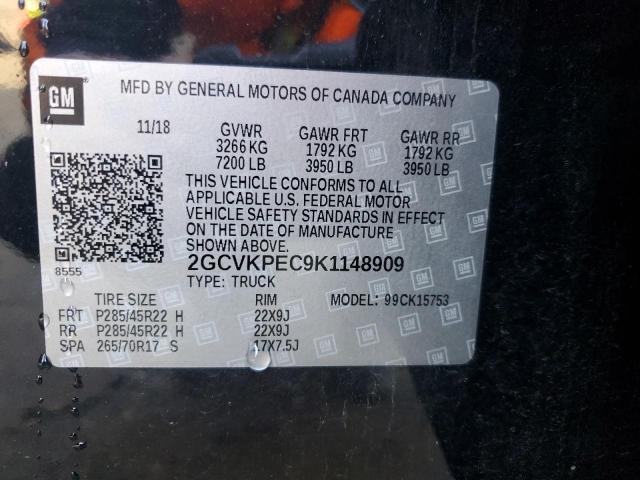 GM
MFD BY GENERAL MOTORS OF CANADA COMPANY
11/18 GVWR GAWR FRT GAWR RR
3266 KG 1792 KG 1792 KG
7200 LB 3950 LB 3950 LB
THIS VEHICLE CONFORMS TO ALL
APPLICABLE U.S. FEDERAL MOTOR
VEHICLE SAFETY STANDARDS IN EFFECT
ON THE DATE OF MANUFACTURE
SHOWN ABOVE.
8555
2GCVKPEC9K1148909
TYPE: TRUCK
TIRE SIZE RIM MODEL: 99CK15753
FRT P285/45R22 H 22X9J
RR P285/45R22 H 22X9J
SPA 265/70R17 S 17X7.5J